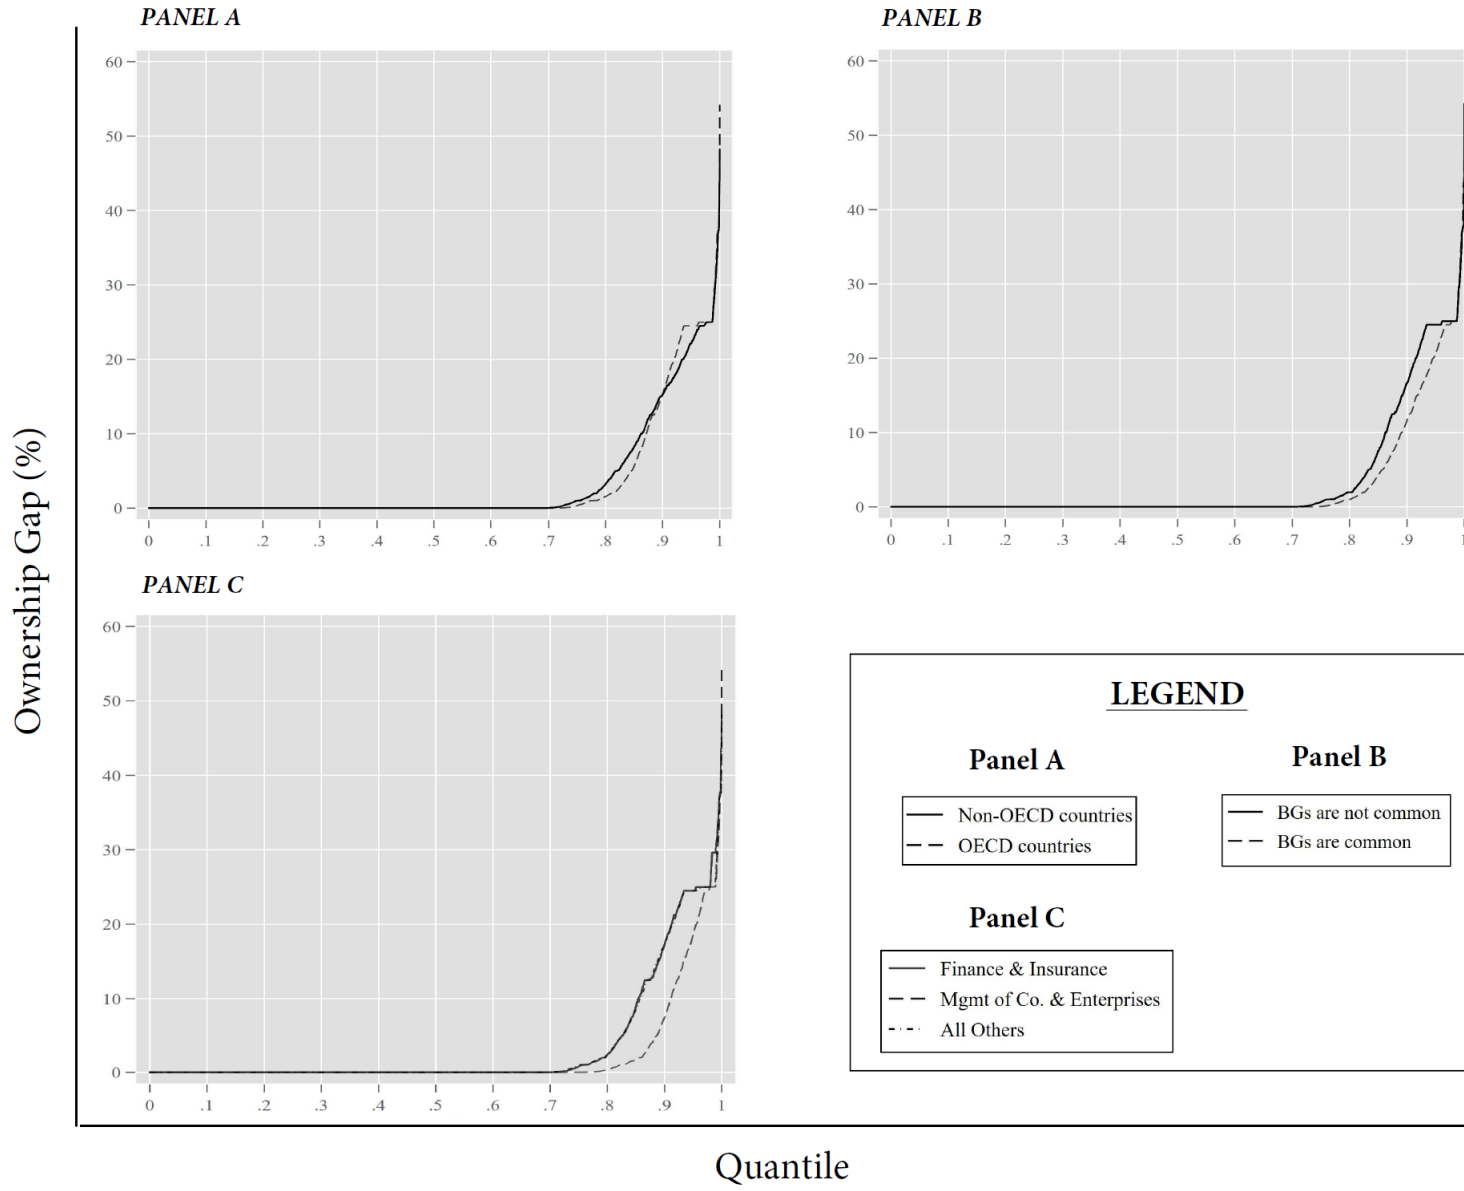 PANEL A
60
50
40
30
20
10
0
0 .1 .2 .3 .4 .5 .6 .7 .8 .9 1
PANEL B
60
50
40
30
20
10
0
0 .1 .2 .3 .4 .5 .6 .7 .8 .9 1
PANEL C
60
50
40
30
20
10
0
0 .1 .2 .3 .4 .5 .6 .7 .8 .9 1
Ownership Gap (%)
Quantile
LEGEND
Panel A
Non-OECD countries
OECD countries
Panel B
BGs are not common
BGs are common
Panel C
Finance & Insurance
Mgmt of Co. & Enterprises
All Others